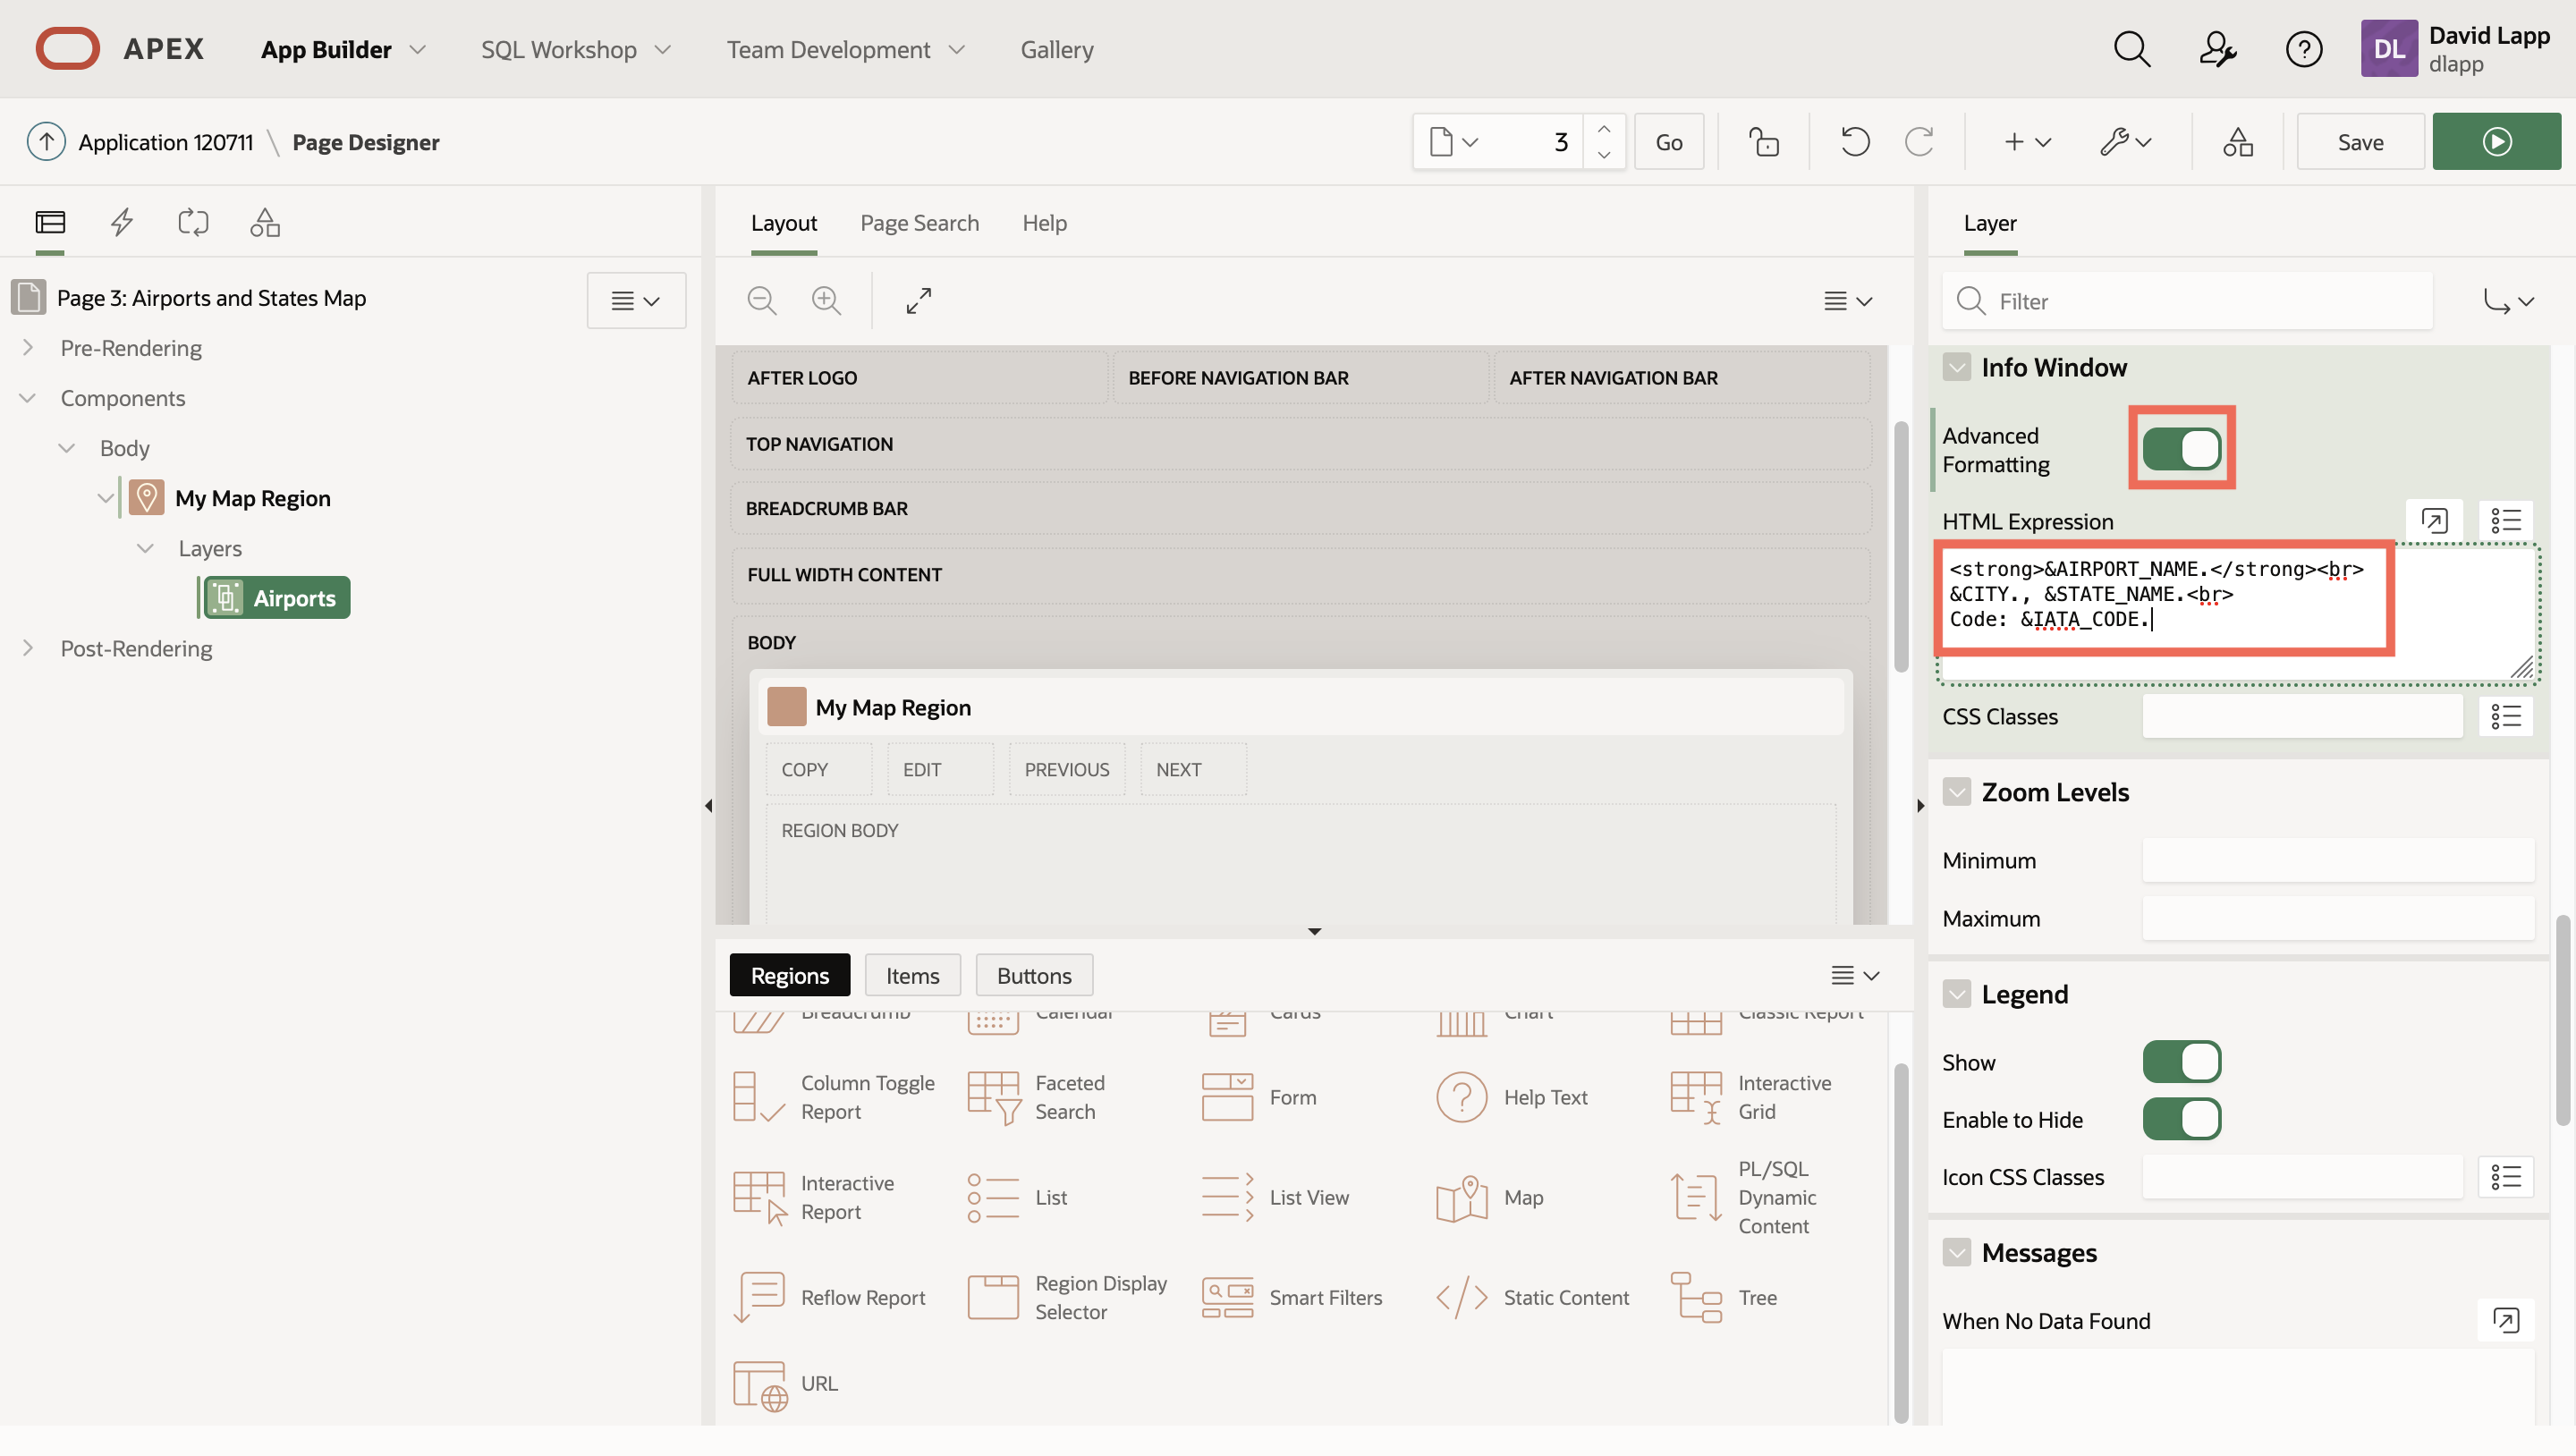 APEX App Builder SQL Workshop Team Development Gallery DL David Lapp
dlapp
Application 120711 \ Page Designer 3 Go Save
Page 3: Airports and States Map
Pre-Rendering
Components
Body
My Map Region
Layers
Airports
Post-Rendering
Layout Page Search Help
AFTER LOGO BEFORE NAVIGATION BAR AFTER NAVIGATION BAR
TOP NAVIGATION
BREADCRUMB BAR
FULL WIDTH CONTENT
BODY
My Map Region
COPY EDIT PREVIOUS NEXT
REGION BODY
Regions Items Buttons
Breadcrumb Calendar Cards Chart Classic Report
Column Toggle
Report
Faceted
Search
Form
Help Text
Interactive
Grid
Interactive
Report
List
List View
Map
PL/SQL
Dynamic
Content
Reflow Report
Region Display
Selector
Smart Filters
Static Content
Tree
URL
Layer
Filter
Info Window
Advanced
Formatting
HTML Expression
<strong>&AIRPORT_NAME.</strong><br>
&CITY., &STATE_NAME.<br>
Code: &IATA_CODE.
CSS Classes
Zoom Levels
Minimum
Maximum
Legend
Show
Enable to Hide
Icon CSS Classes
Messages
When No Data Found